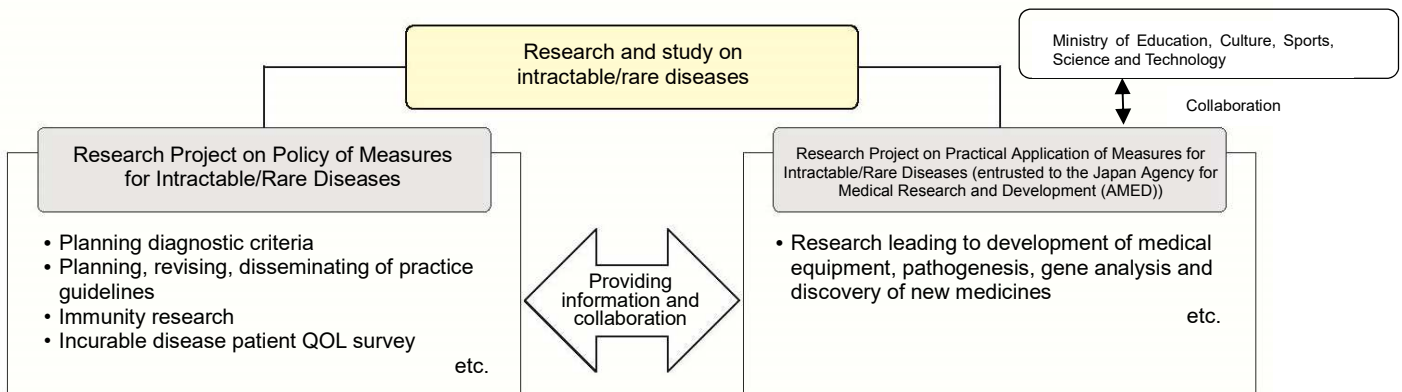 Research and study on
intractable/rare diseases
Ministry of Education, Culture, Sports,
Science and Technology
Collaboration
Research Project on Policy of Measures
for Intractable/Rare Diseases
• Planning diagnostic criteria
• Planning, revising, disseminating of practice
guidelines
• Immunity research
• Incurable disease patient QOL survey
etc.
Providing
information and
collaboration
Research Project on Practical Application of Measures for
Intractable/Rare Diseases (entrusted to the Japan Agency for
Medical Research and Development (AMED))
• Research leading to development of medical
equipment, pathogenesis, gene analysis and
discovery of new medicines
etc.